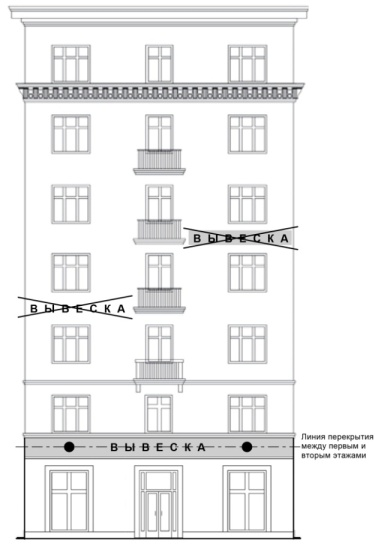 ВЫВЕСКА
ВЫВЕСКА
ВЫВЕСКА
Линия перекрытия
между первым и
вторым этажами